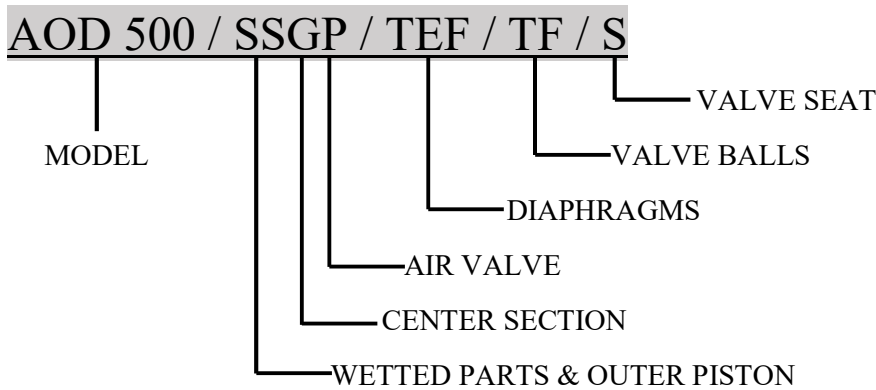 AOD 500 / SSGP / TEF / TF / S
VALVE SEAT
MODEL
VALVE BALLS
DIAPHRAGMS
AIR VALVE
CENTER SECTION
WETTED PARTS & OUTER PISTON